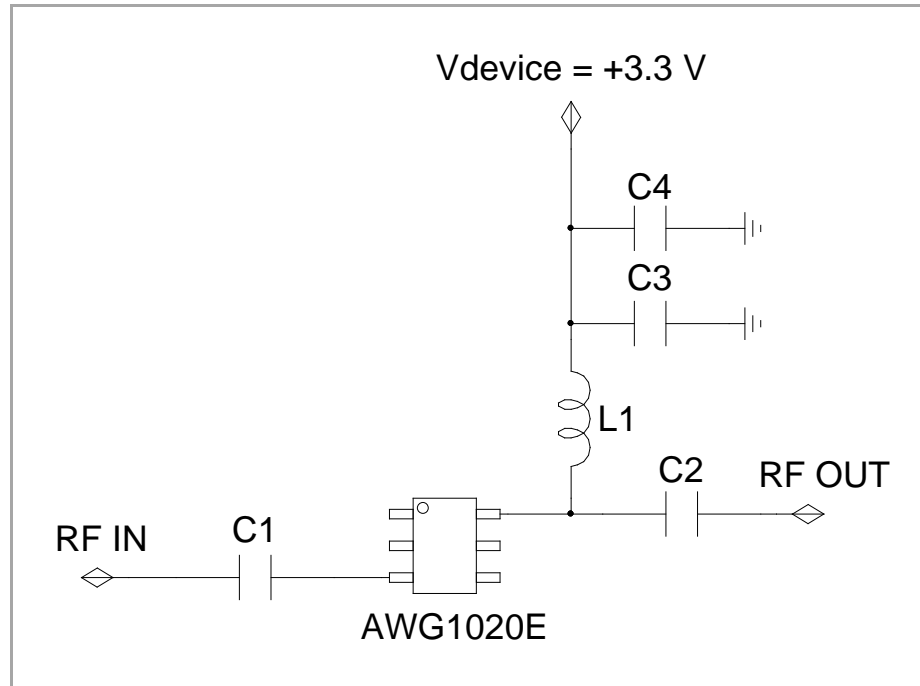 Vdevice = +3.3 V
C4
C3
L1
C2
RF OUT
C1
RF IN
AWG1020E